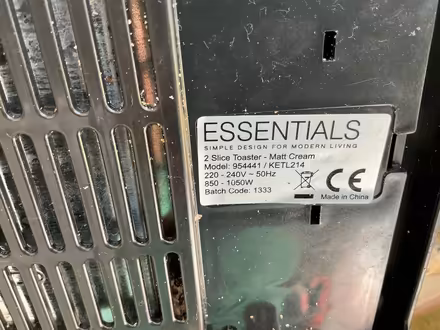 ESSENTIALS
SIMPLE DESIGN FOR MODERN LIVING
2 Slice Toaster - Matt Cream
Model: 954441 / KETL214
220 - 240V ~ 50Hz
850 - 1050W
Batch Code: 1333
CE
Made in China